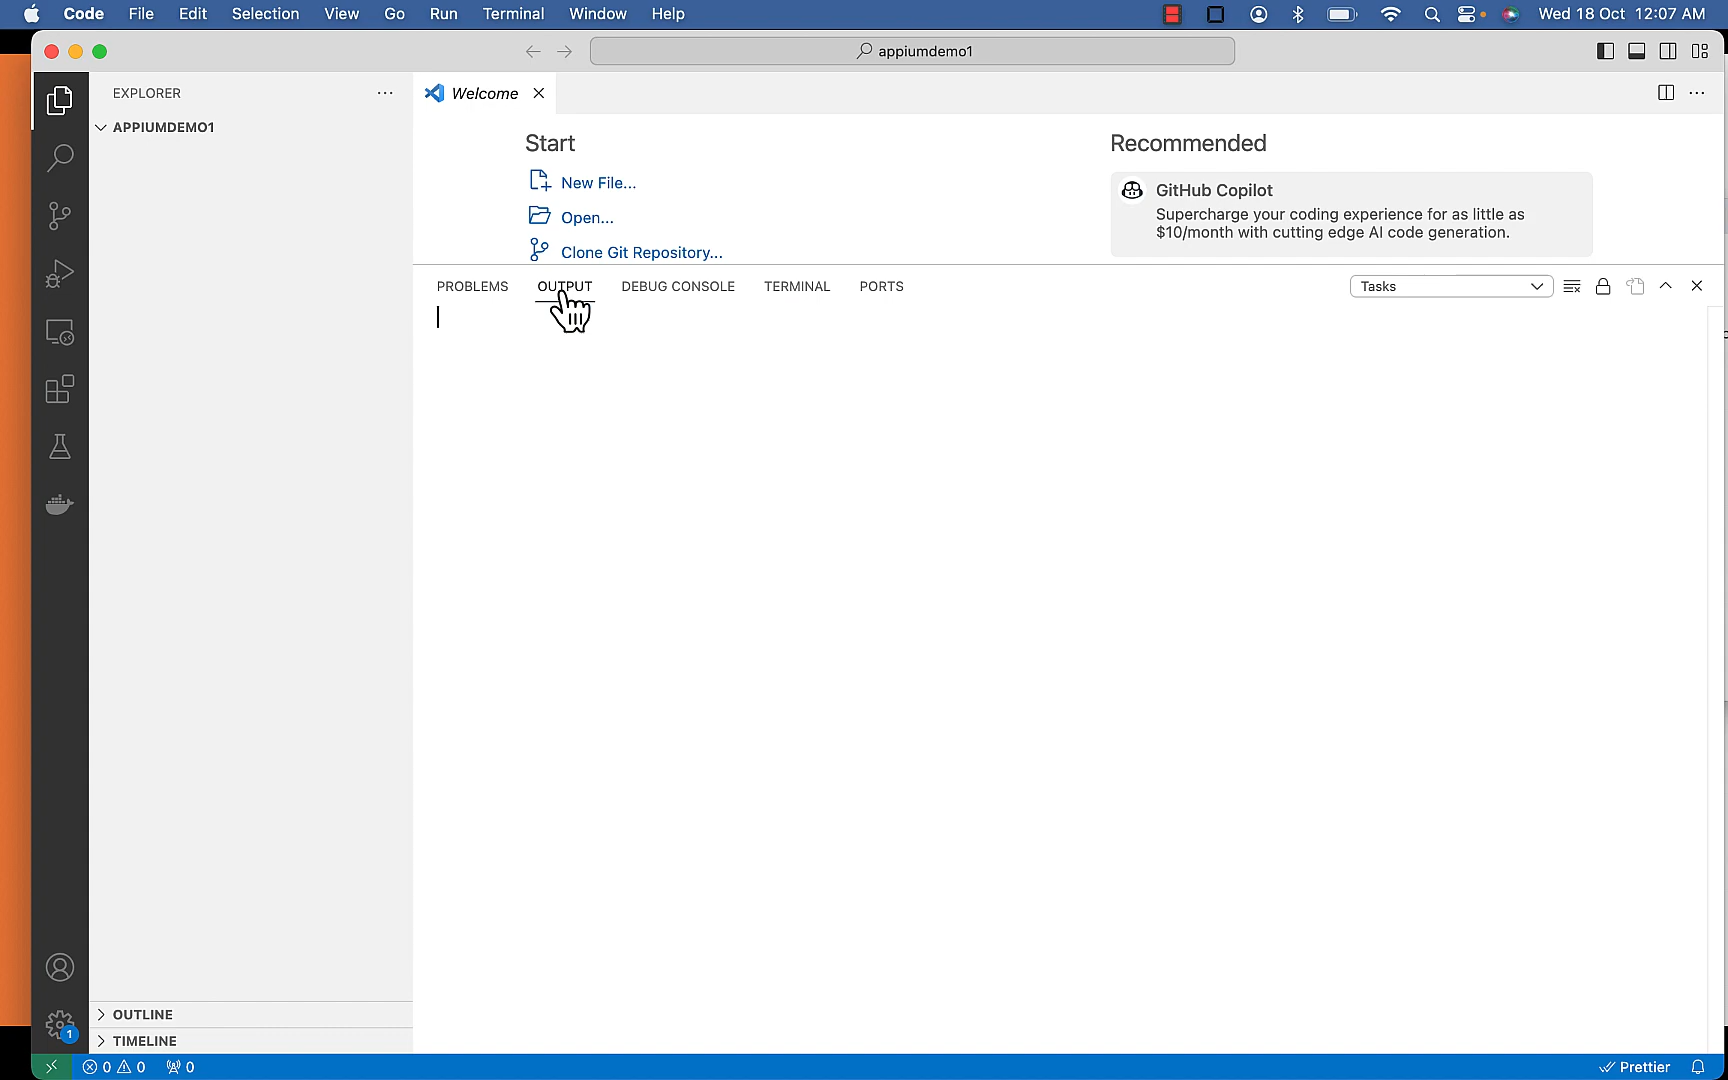 Code File Edit Selection View Go Run Terminal Window Help Wed 18 Oct 12:07 AM
appiumdemo1
EXPLORER
Welcome
APPIUMDEMO1
Start
New File...
Open...
Clone Git Repository...
Recommended
GitHub Copilot
Supercharge your coding experience for as little as
$10/month with cutting edge AI code generation.
PROBLEMS OUTPUT DEBUG CONSOLE TERMINAL PORTS Tasks
OUTLINE
TIMELINE
1
0 0 0 Prettier